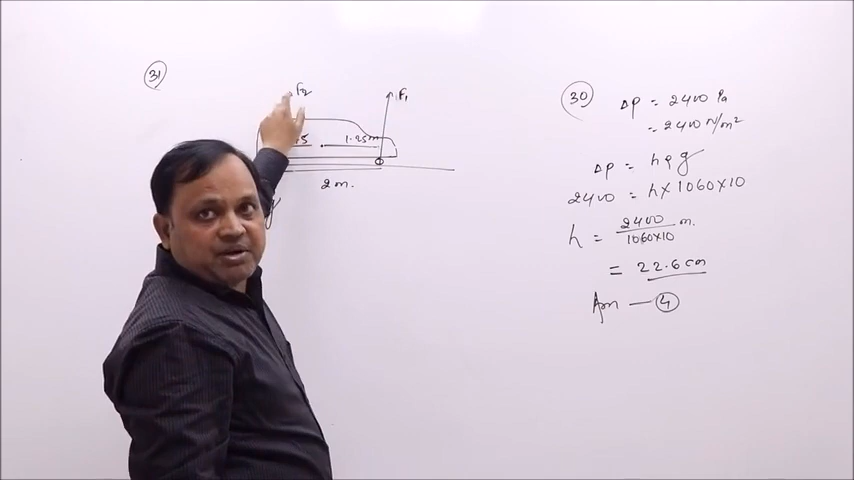 31
F2
F1
1.25m
2 m.
30
ΔP = 2400 Pa
= 2400 N/m²
ΔP = hρg
2400 = h×1060×10
h = 2400/1060×10 m.
= 22.6 cm
Ans — 4